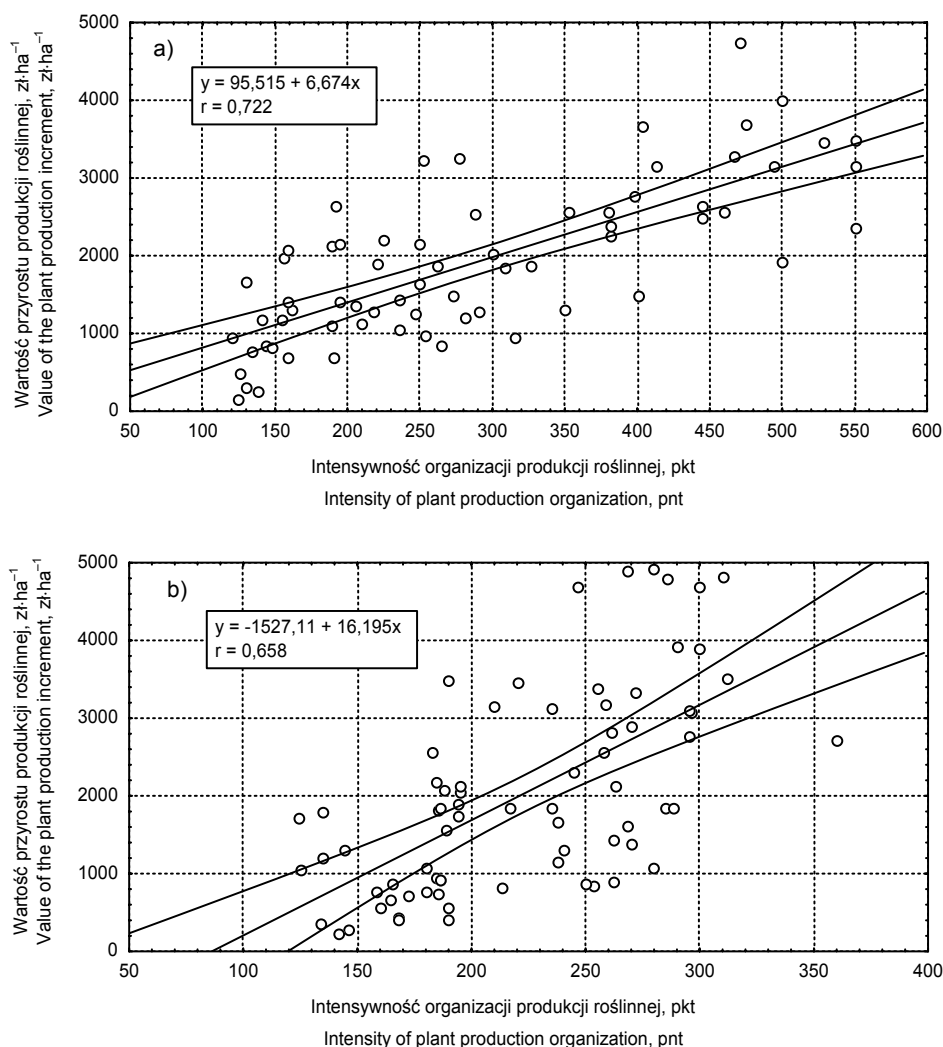 Wartość przyrostu produkcji roślinnej, zł·ha⁻¹
Value of the plant production increment, zł·ha⁻¹
5000
4000
3000
2000
1000
0
a)
y = 95,515 + 6,674x
r = 0,722
50 100 150 200 250 300 350 400 450 500 550 600
Intensywność organizacji produkcji roślinnej, pkt
Intensity of plant production organization, pnt
Wartość przyrostu produkcji roślinnej, zł·ha⁻¹
Value of the plant production increment, zł·ha⁻¹
5000
4000
3000
2000
1000
0
b)
y = -1527,11 + 16,195x
r = 0,658
50 100 150 200 250 300 350 400
Intensywność organizacji produkcji roślinnej, pkt
Intensity of plant production organization, pnt